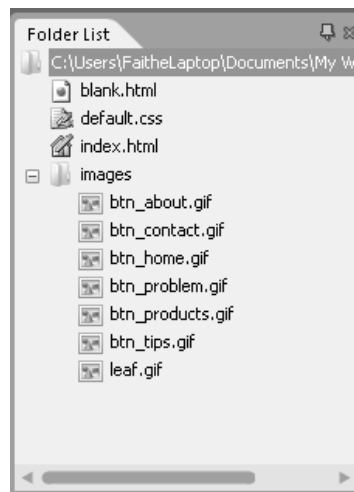 Folder List
C:\Users\FaitheLaptop\Documents\My W
blank.html
default.css
index.html
images
btn_about.gif
btn_contact.gif
btn_home.gif
btn_problem.gif
btn_products.gif
btn_tips.gif
leaf.gif